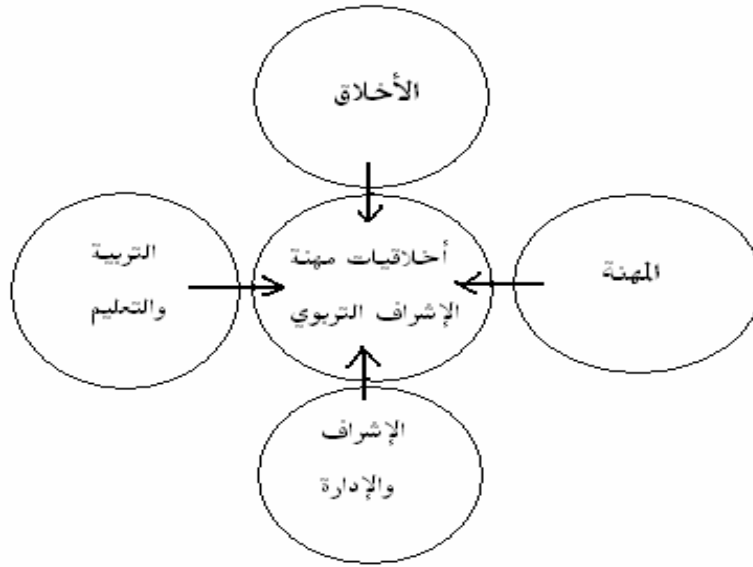 الأخلاق
المهنة
أخلاقيات مهنة
الإشراف التربوي
التربية
والتعليم
الإشراف
والإدارة